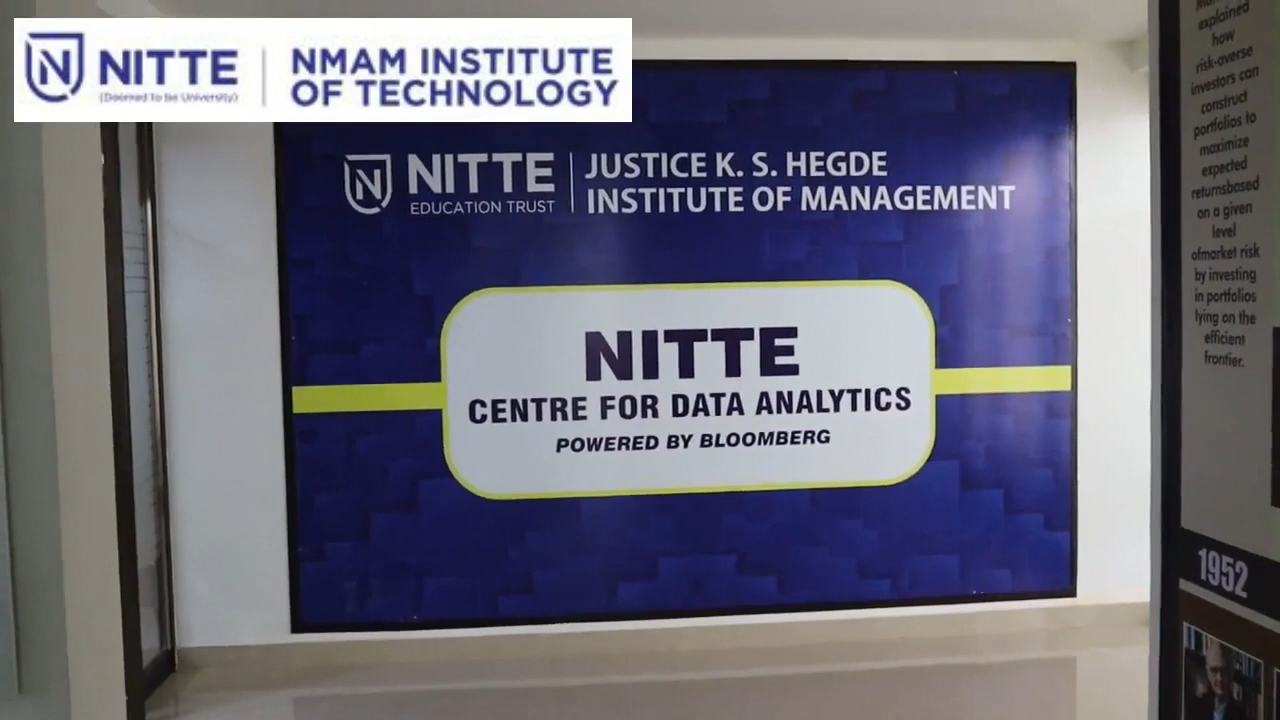 NITTE
(Deemed to be University)
NMAM INSTITUTE
OF TECHNOLOGY
NITTE
EDUCATION TRUST
JUSTICE K. S. HEGDE
INSTITUTE OF MANAGEMENT
NITTE
CENTRE FOR DATA ANALYTICS
POWERED BY BLOOMBERG
explained
how
risk-averse
investors can
construct
portfolios to
maximize
expected
returnsbased
on a given
level
ofmarket risk
by investing
in portfolios
lying on the
efficient
frontier.
1952